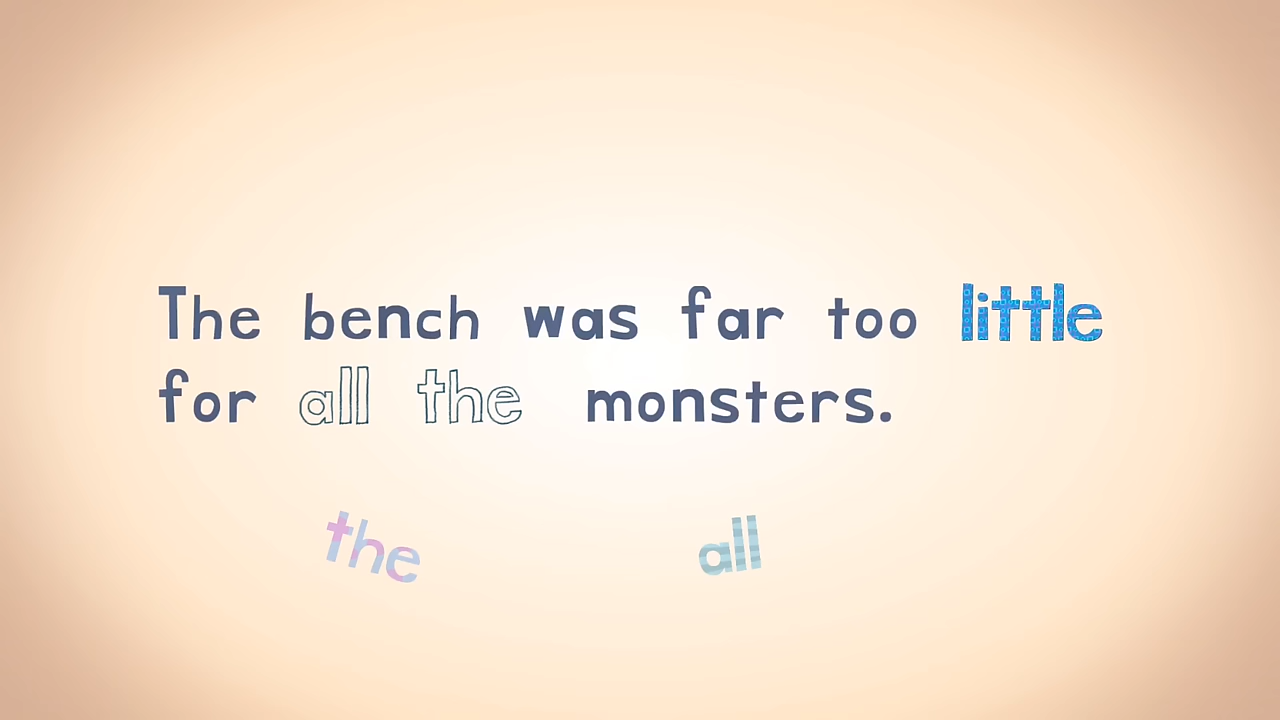 The bench was far too little
for all the monsters.
the all